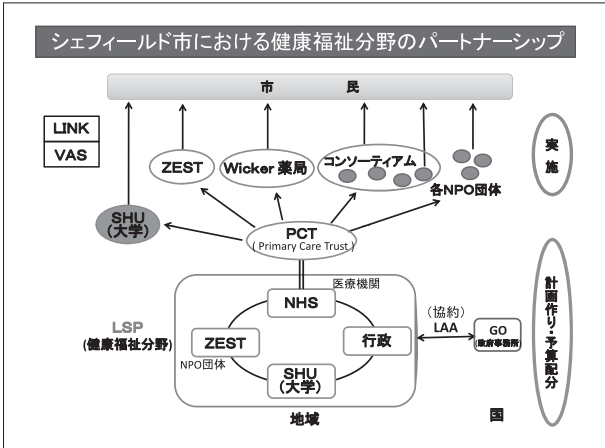 シェフィールド市における健康福祉分野のパートナーシップ
市　　民
LINK
VAS
ZEST
Wicker 薬局
コンソーティアム
各NPO団体
実施
SHU
(大学)
PCT
( Primary Care Trust )
医療機関
NHS
LSP
(健康福祉分野)
ZEST
NPO団体
行政
SHU
(大学)
地域
(協約)
LAA
GO
(政府事務所)
国
計画作り・予算配分